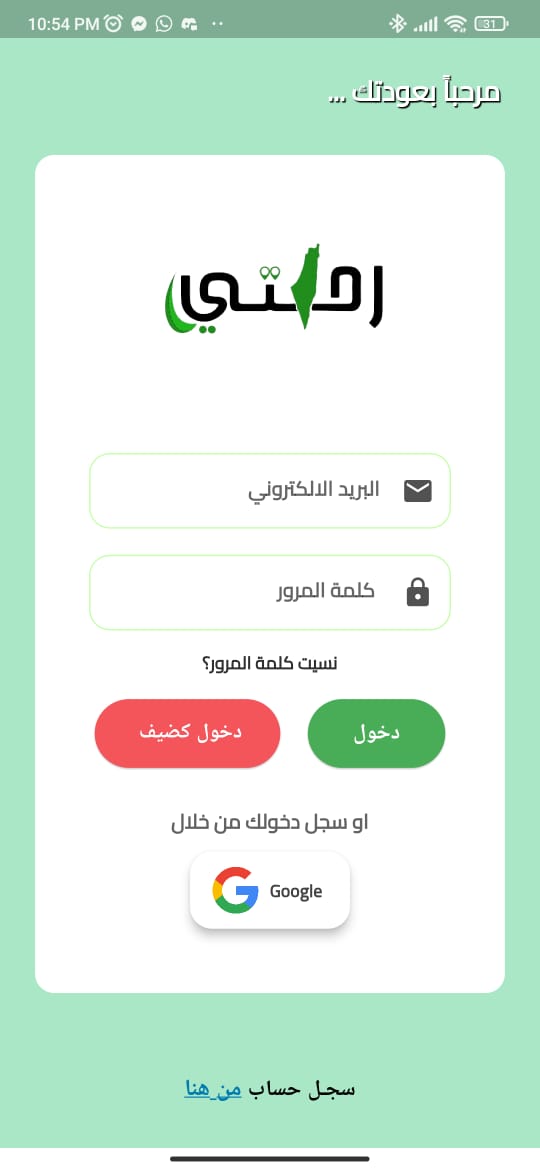 10:54 PM
31
مرحباً بعودتك ...
رحلتي
البريد الالكتروني
كلمة المرور
نسيت كلمة المرور؟
دخول
دخول كضيف
او سجل دخولك من خلال
Google
سجل حساب من هنا